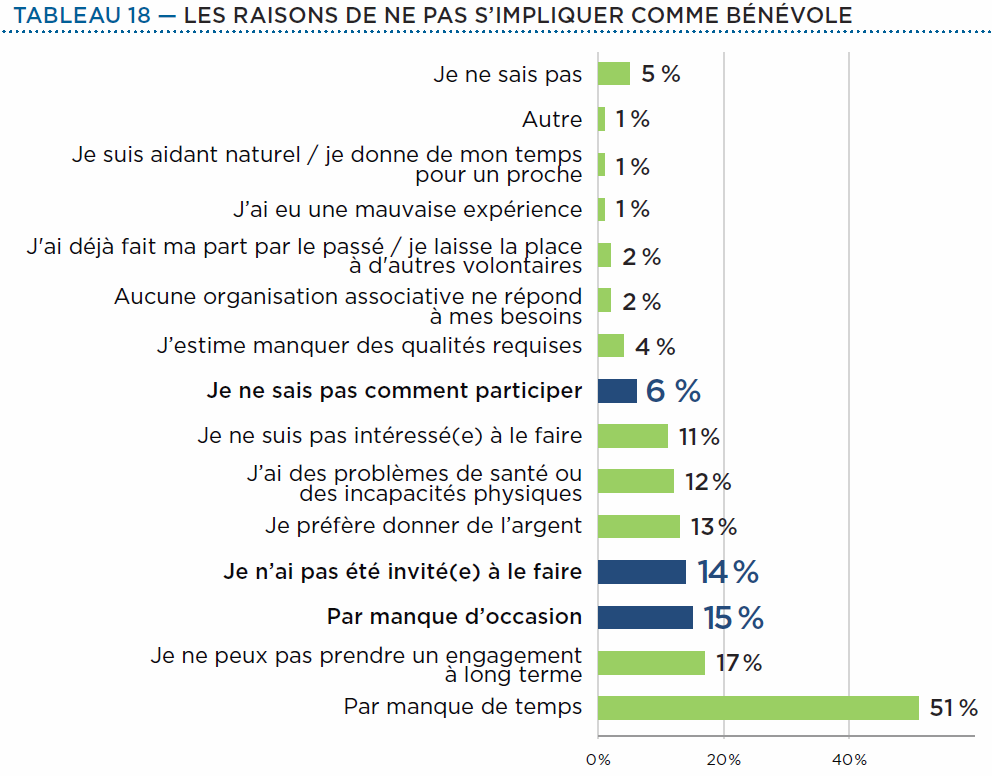 TABLEAU 18 — LES RAISONS DE NE PAS S’IMPLIQUER COMME BÉNÉVOLE
Je ne sais pas 5 %
Autre 1 %
Je suis aidant naturel / je donne de mon temps
pour un proche 1 %
J’ai eu une mauvaise expérience 1 %
J'ai déjà fait ma part par le passé / je laisse la place
à d'autres volontaires 2 %
Aucune organisation associative ne répond
à mes besoins 2 %
J’estime manquer des qualités requises 4 %
Je ne sais pas comment participer 6 %
Je ne suis pas intéressé(e) à le faire 11 %
J’ai des problèmes de santé ou
des incapacités physiques 12 %
Je préfère donner de l’argent 13 %
Je n’ai pas été invité(e) à le faire 14 %
Par manque d’occasion 15 %
Je ne peux pas prendre un engagement
à long terme 17 %
Par manque de temps 51 %
0% 20% 40%